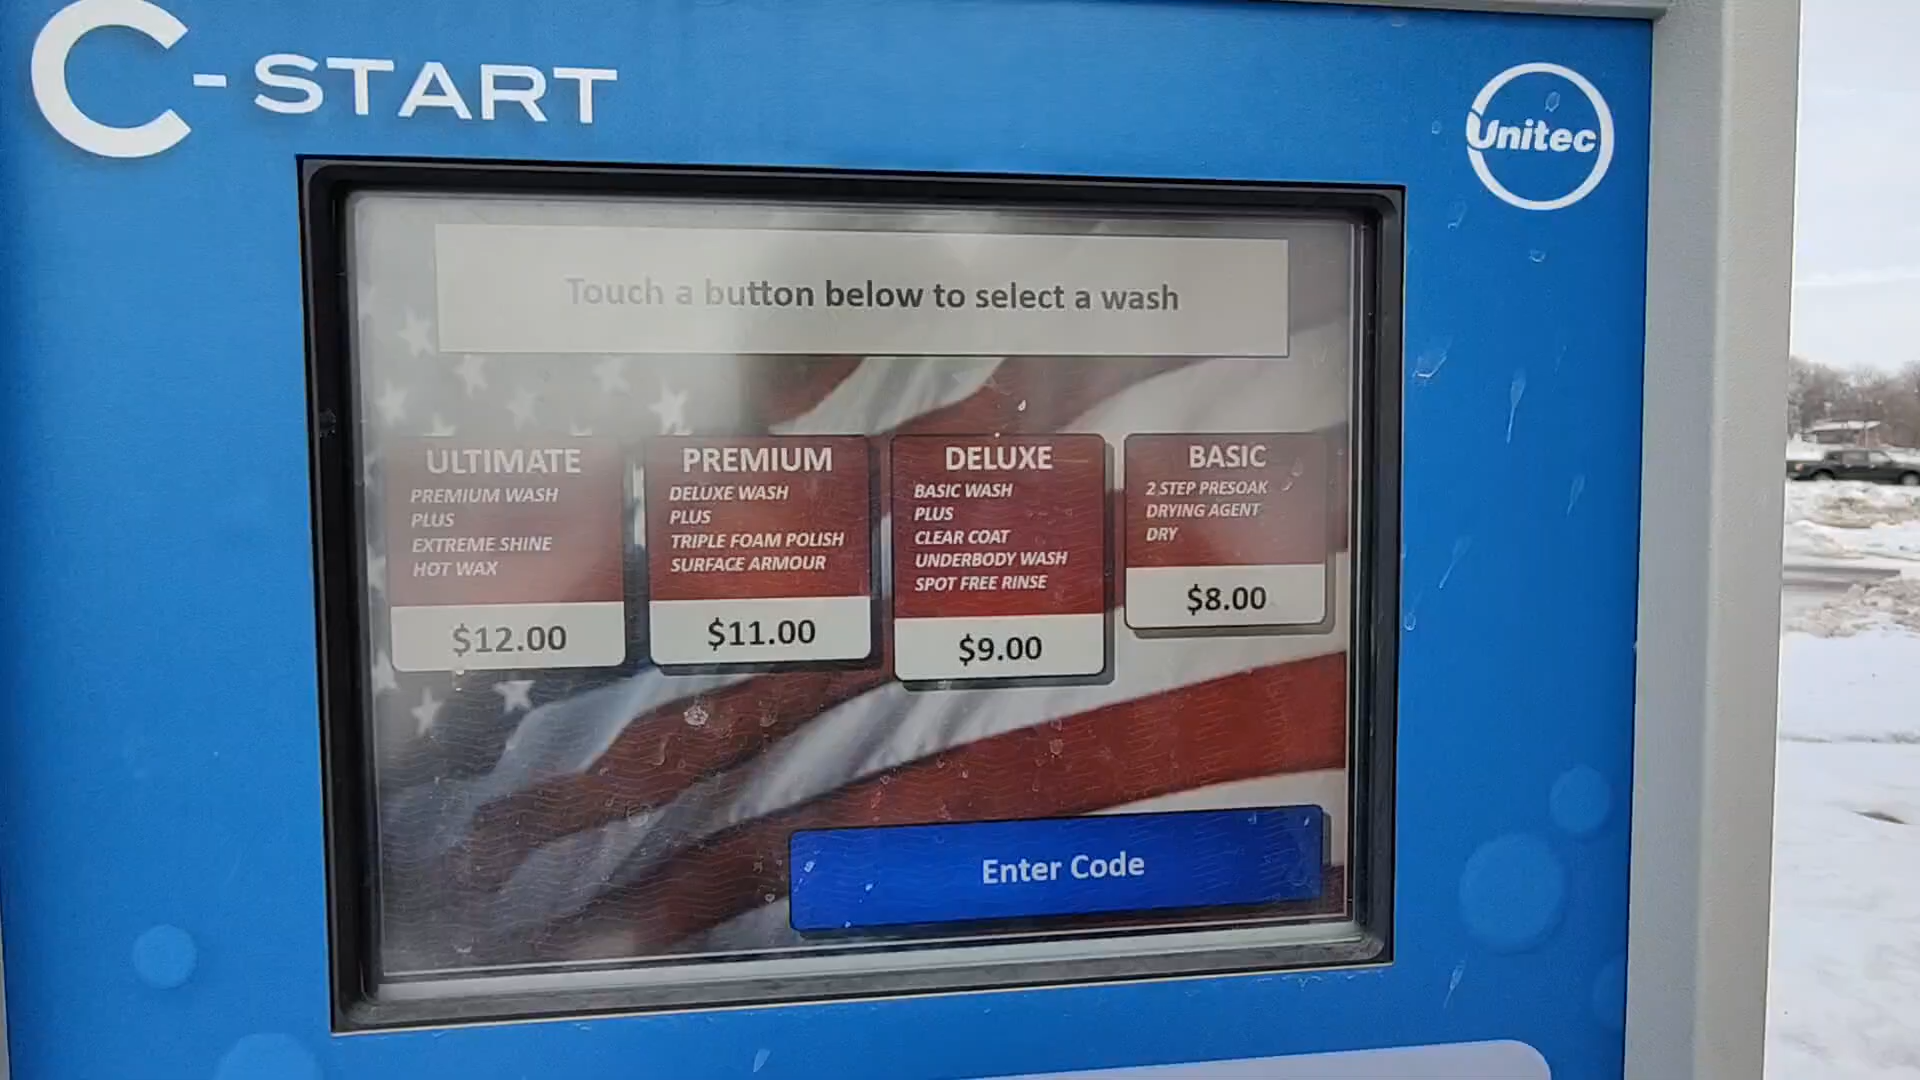 C-START
Unitec
Touch a button below to select a wash
ULTIMATE
PREMIUM WASH
PLUS
EXTREME SHINE
HOT WAX
$12.00
PREMIUM
DELUXE WASH
PLUS
TRIPLE FOAM POLISH
SURFACE ARMOUR
$11.00
DELUXE
BASIC WASH
PLUS
CLEAR COAT
UNDERBODY WASH
SPOT FREE RINSE
$9.00
BASIC
2 STEP PRESOAK
DRYING AGENT
DRY
$8.00
Enter Code